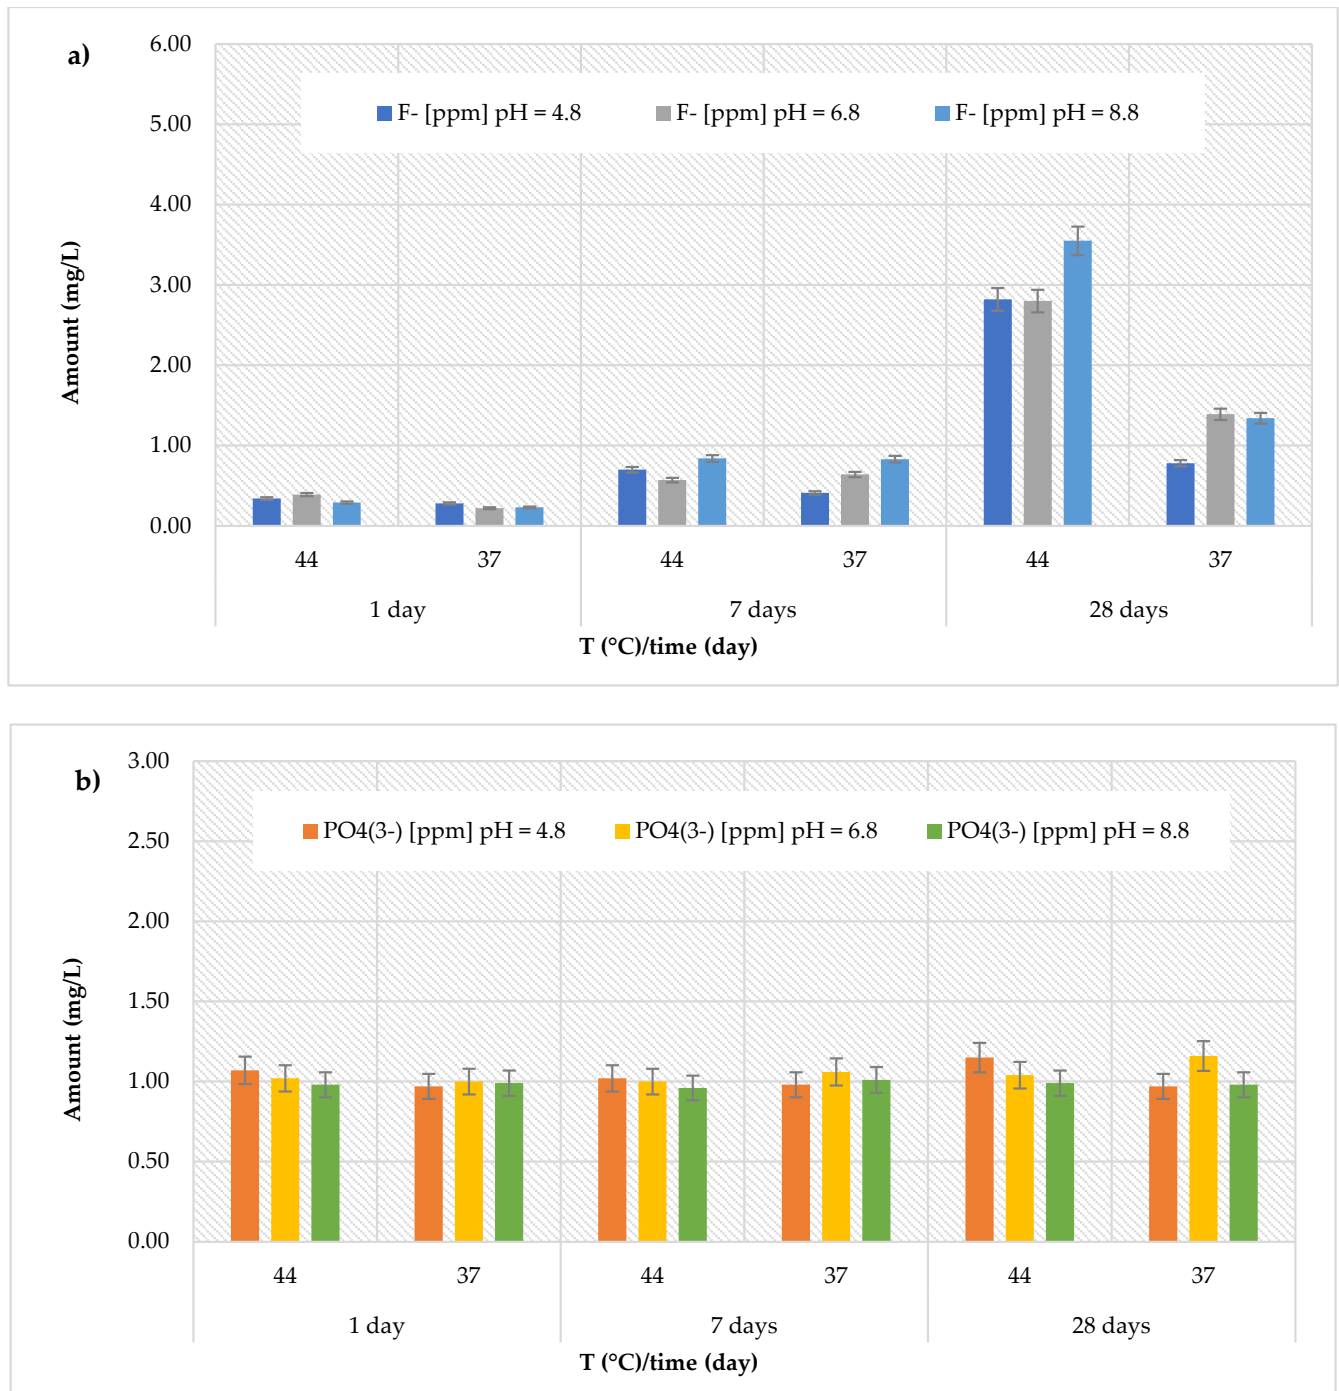 a)
6.00
5.00
4.00
3.00
2.00
1.00
0.00
Amount (mg/L)
F- [ppm] pH = 4.8 F- [ppm] pH = 6.8 F- [ppm] pH = 8.8
44 37 44 37 44 37
1 day 7 days 28 days
T (°C)/time (day)
b)
3.00
2.50
2.00
1.50
1.00
0.50
0.00
Amount (mg/L)
PO4(3-) [ppm] pH = 4.8 PO4(3-) [ppm] pH = 6.8 PO4(3-) [ppm] pH = 8.8
44 37 44 37 44 37
1 day 7 days 28 days
T (°C)/time (day)